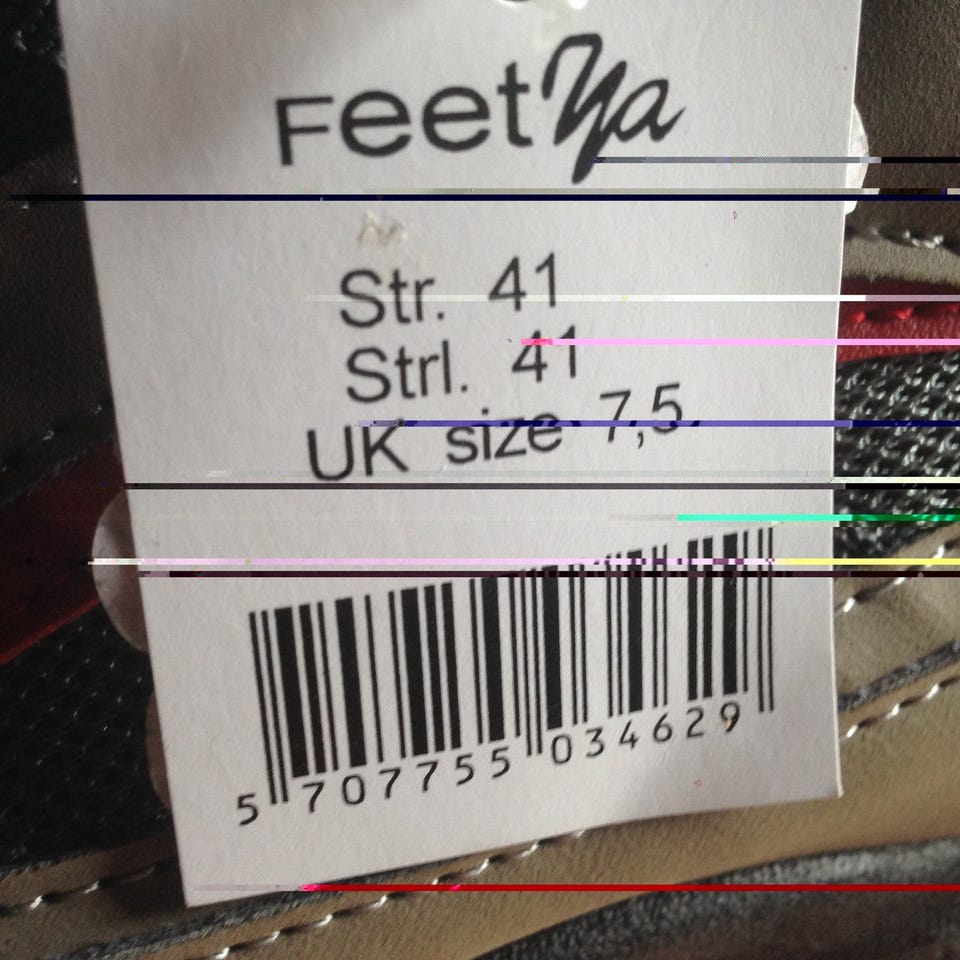 FeetYa
Str. 41
Strl. 41
UK size 7,5
5 707755 034629